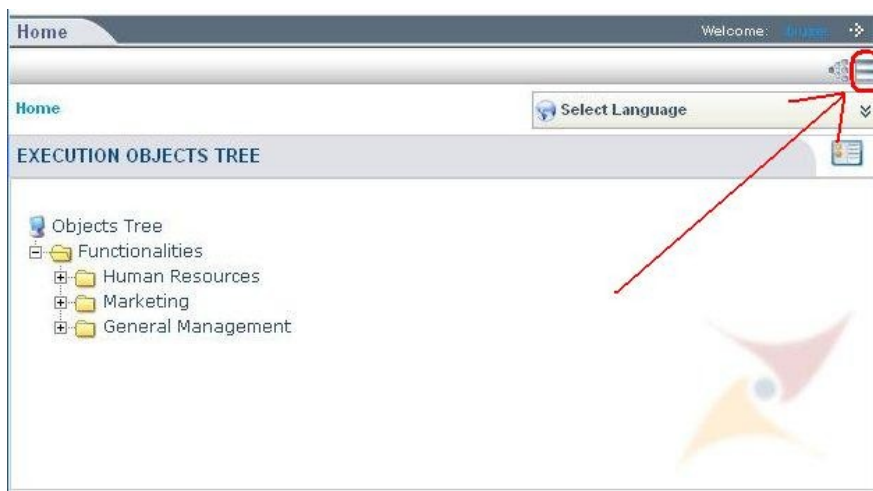 Home
Welcome:
Home
Select Language
EXECUTION OBJECTS TREE
Objects Tree
Functionalities
Human Resources
Marketing
General Management